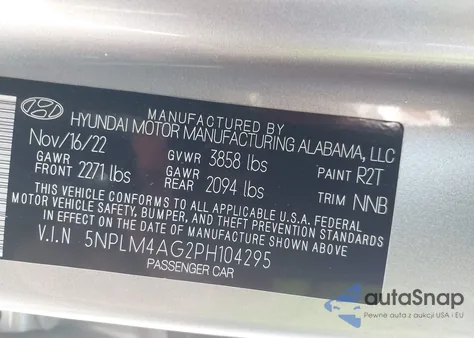 MANUFACTURED BY
HYUNDAI MOTOR MANUFACTURING ALABAMA, LLC
Nov/16/22 GVWR 3858 lbs PAINT R2T
GAWR FRONT 2271 lbs GAWR REAR 2094 lbs TRIM NNB
THIS VEHICLE CONFORMS TO ALL APPLICABLE U.S.A. FEDERAL
MOTOR VEHICLE SAFETY, BUMPER, AND THEFT PREVENTION STANDARDS
IN EFFECT ON THE DATE OF MANUFACTURE SHOWN ABOVE.
V.I.N 5NPLM4AG2PH104295
PASSENGER CAR
autoSnap
Pewne auta z aukcji USA i EU